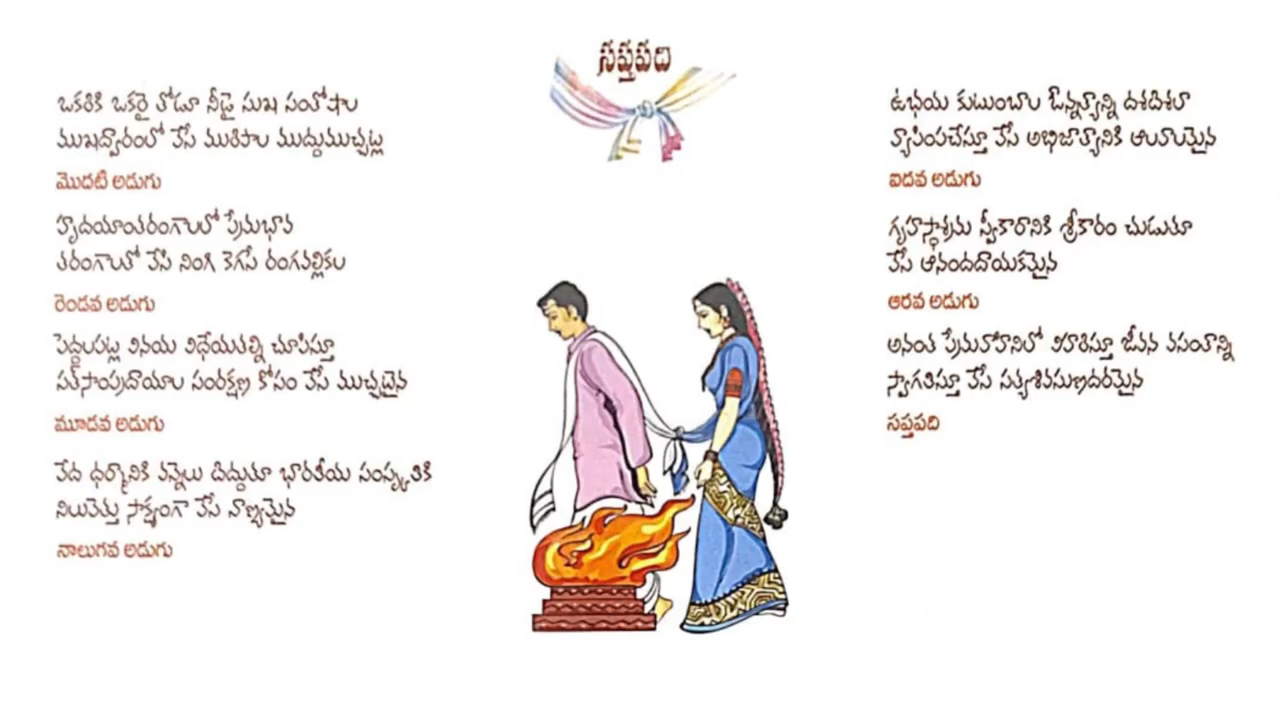 సప్తపది
ఒకరికి ఒకరై తోడూ నీడై సుఖ సంతోషాల
ముఖద్వారంలో వేసే మురిపాల ముద్దుముచ్చట్ల
మొదటి అడుగు
హృదయాంతరంగాలలో ప్రేమభావ
తరంగాలతో వేసే నింగి కెగసే రంగవల్లికల
రెండవ అడుగు
పెద్దలపట్ల వినయ విధేయతల్ని చూపిస్తూ
సత్‌సాంప్రదాయాల సంరక్షణ కోసం వేసే ముచ్చటైన
మూడవ అడుగు
వేద ధర్మానికి వన్నెలు దిద్దుతూ భారతీయ సంస్కృతికి
నిలువెత్తు సాక్ష్యంగా వేసే నాణ్యమైన
నాలుగవ అడుగు
ఉభయ కుటుంబాల ఔన్నత్యాన్ని దశదిశలా
వ్యాపింపచేస్తూ వేసే అభిజాత్యానికి ఆలవాలమైన
ఐదవ అడుగు
గృహస్థాశ్రమ స్వీకారానికి శ్రీకారం చుడుతూ
వేసే ఆనందదాయకమైన
ఆరవ అడుగు
అనంత ప్రేమవాహినిలో విహరిస్తూ జీవన వసంతాన్ని
స్వాగతిస్తూ వేసే సత్యశివసుందరమైన
సప్తపది